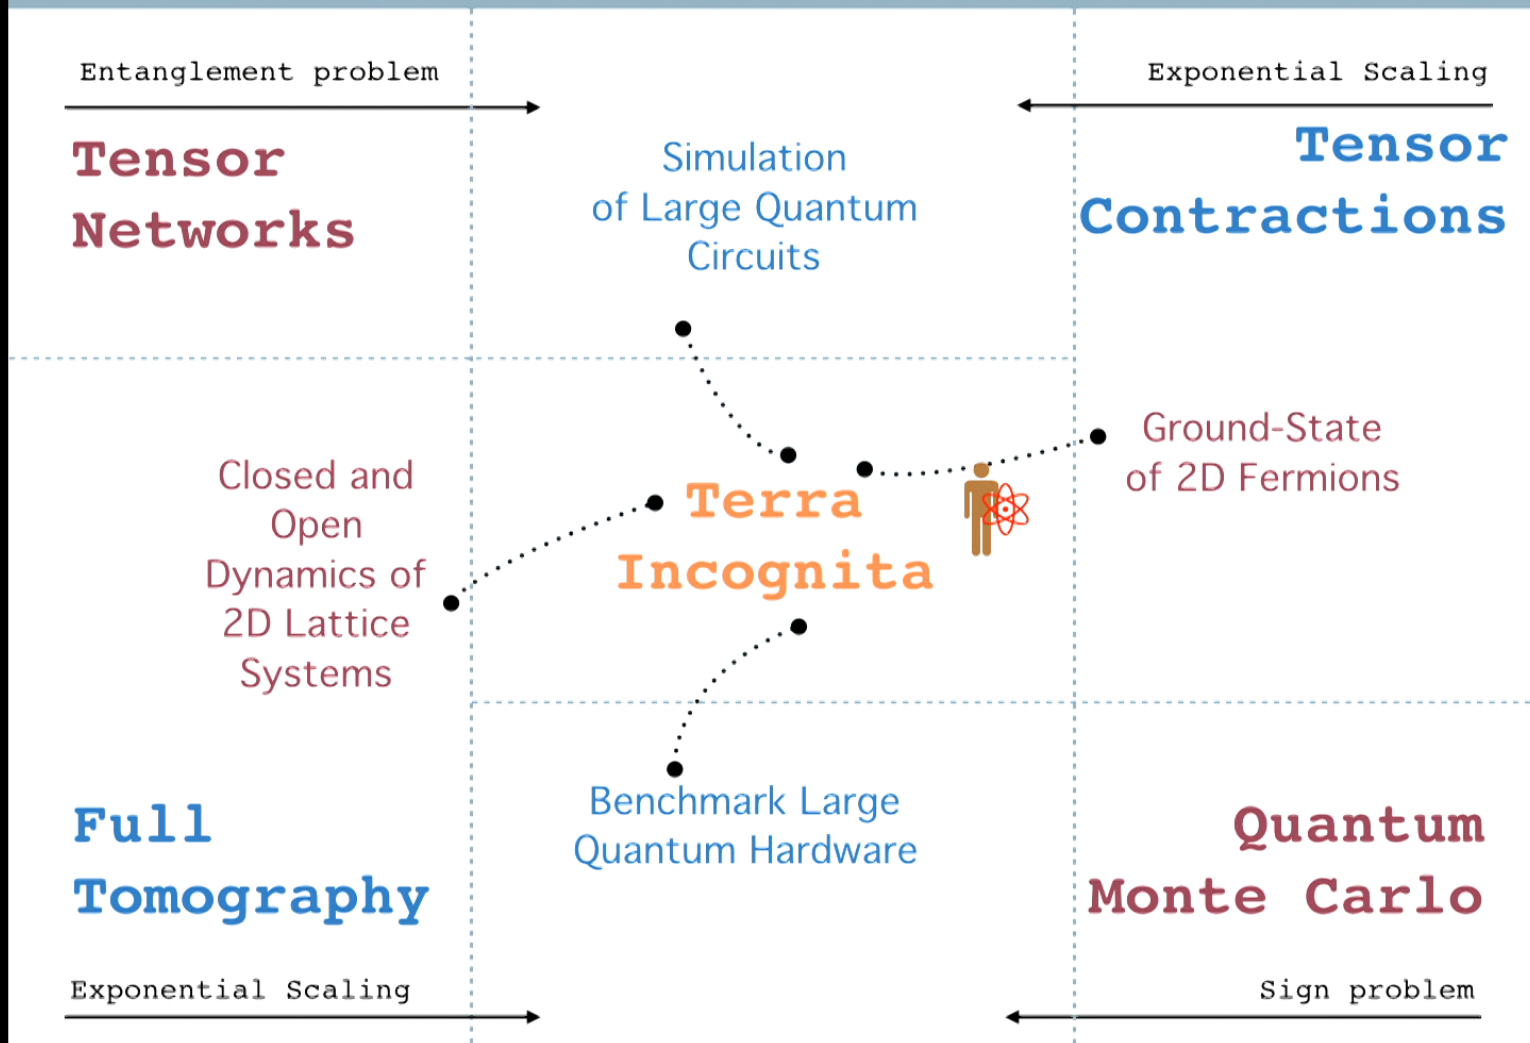 Entanglement problem
Tensor
Networks
Simulation
of Large Quantum
Circuits
Exponential Scaling
Tensor
Contractions
Closed and
Open
Dynamics of
2D Lattice
Systems
Terra
Incognita
Ground-State
of 2D Fermions
Full
Tomography
Exponential Scaling
Benchmark Large
Quantum Hardware
Quantum
Monte Carlo
Sign problem